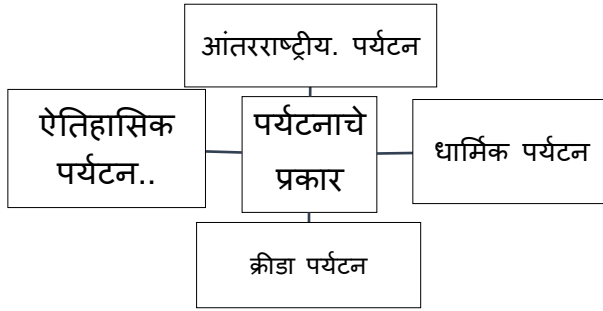 आंतरराष्ट्रीय. पर्यटन
ऐतिहासिक
पर्यटन..
पर्यटनाचे
प्रकार
धार्मिक पर्यटन
क्रीडा पर्यटन